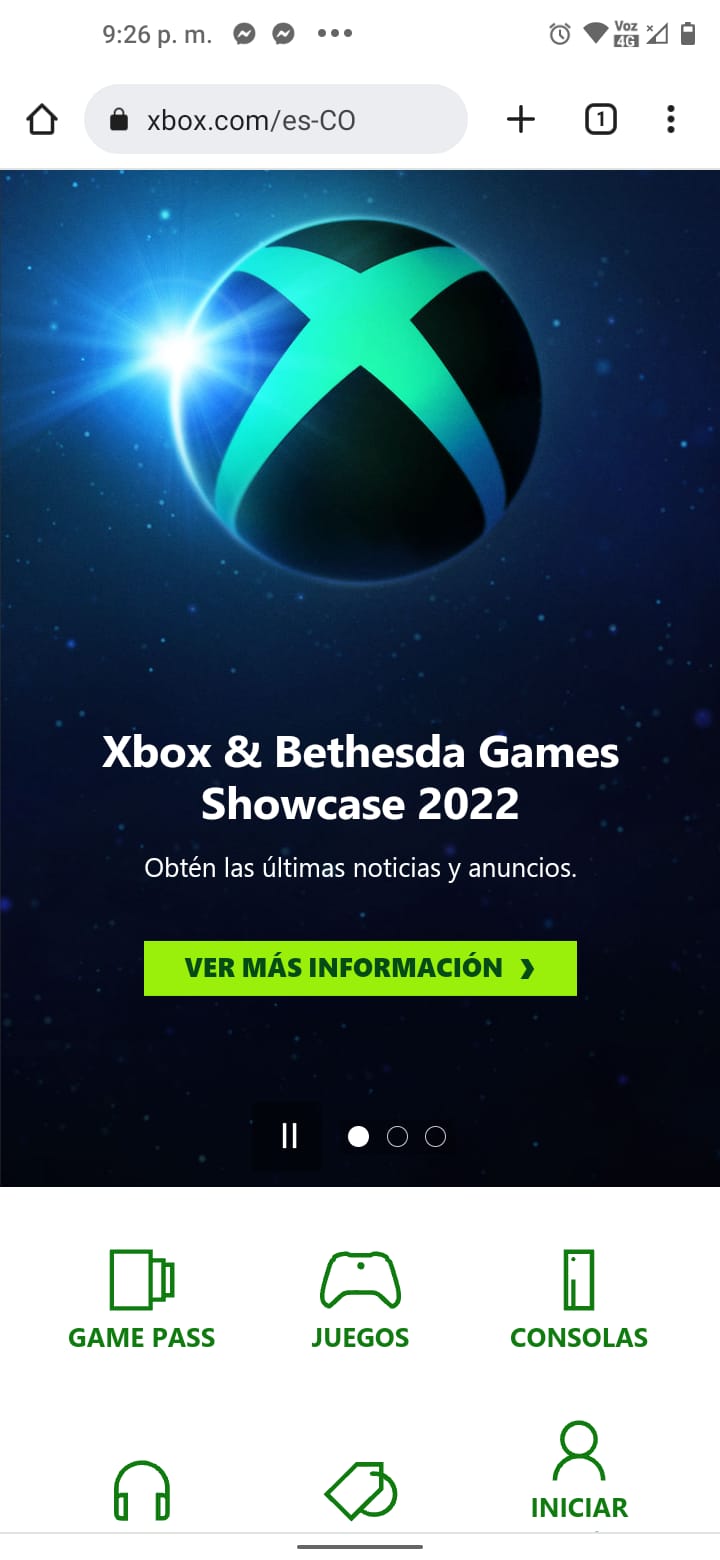 9:26 p. m.
Voz
4G
xbox.com/es-CO
1
Xbox & Bethesda Games
Showcase 2022
Obtén las últimas noticias y anuncios.
VER MÁS INFORMACIÓN
GAME PASS
JUEGOS
CONSOLAS
INICIAR